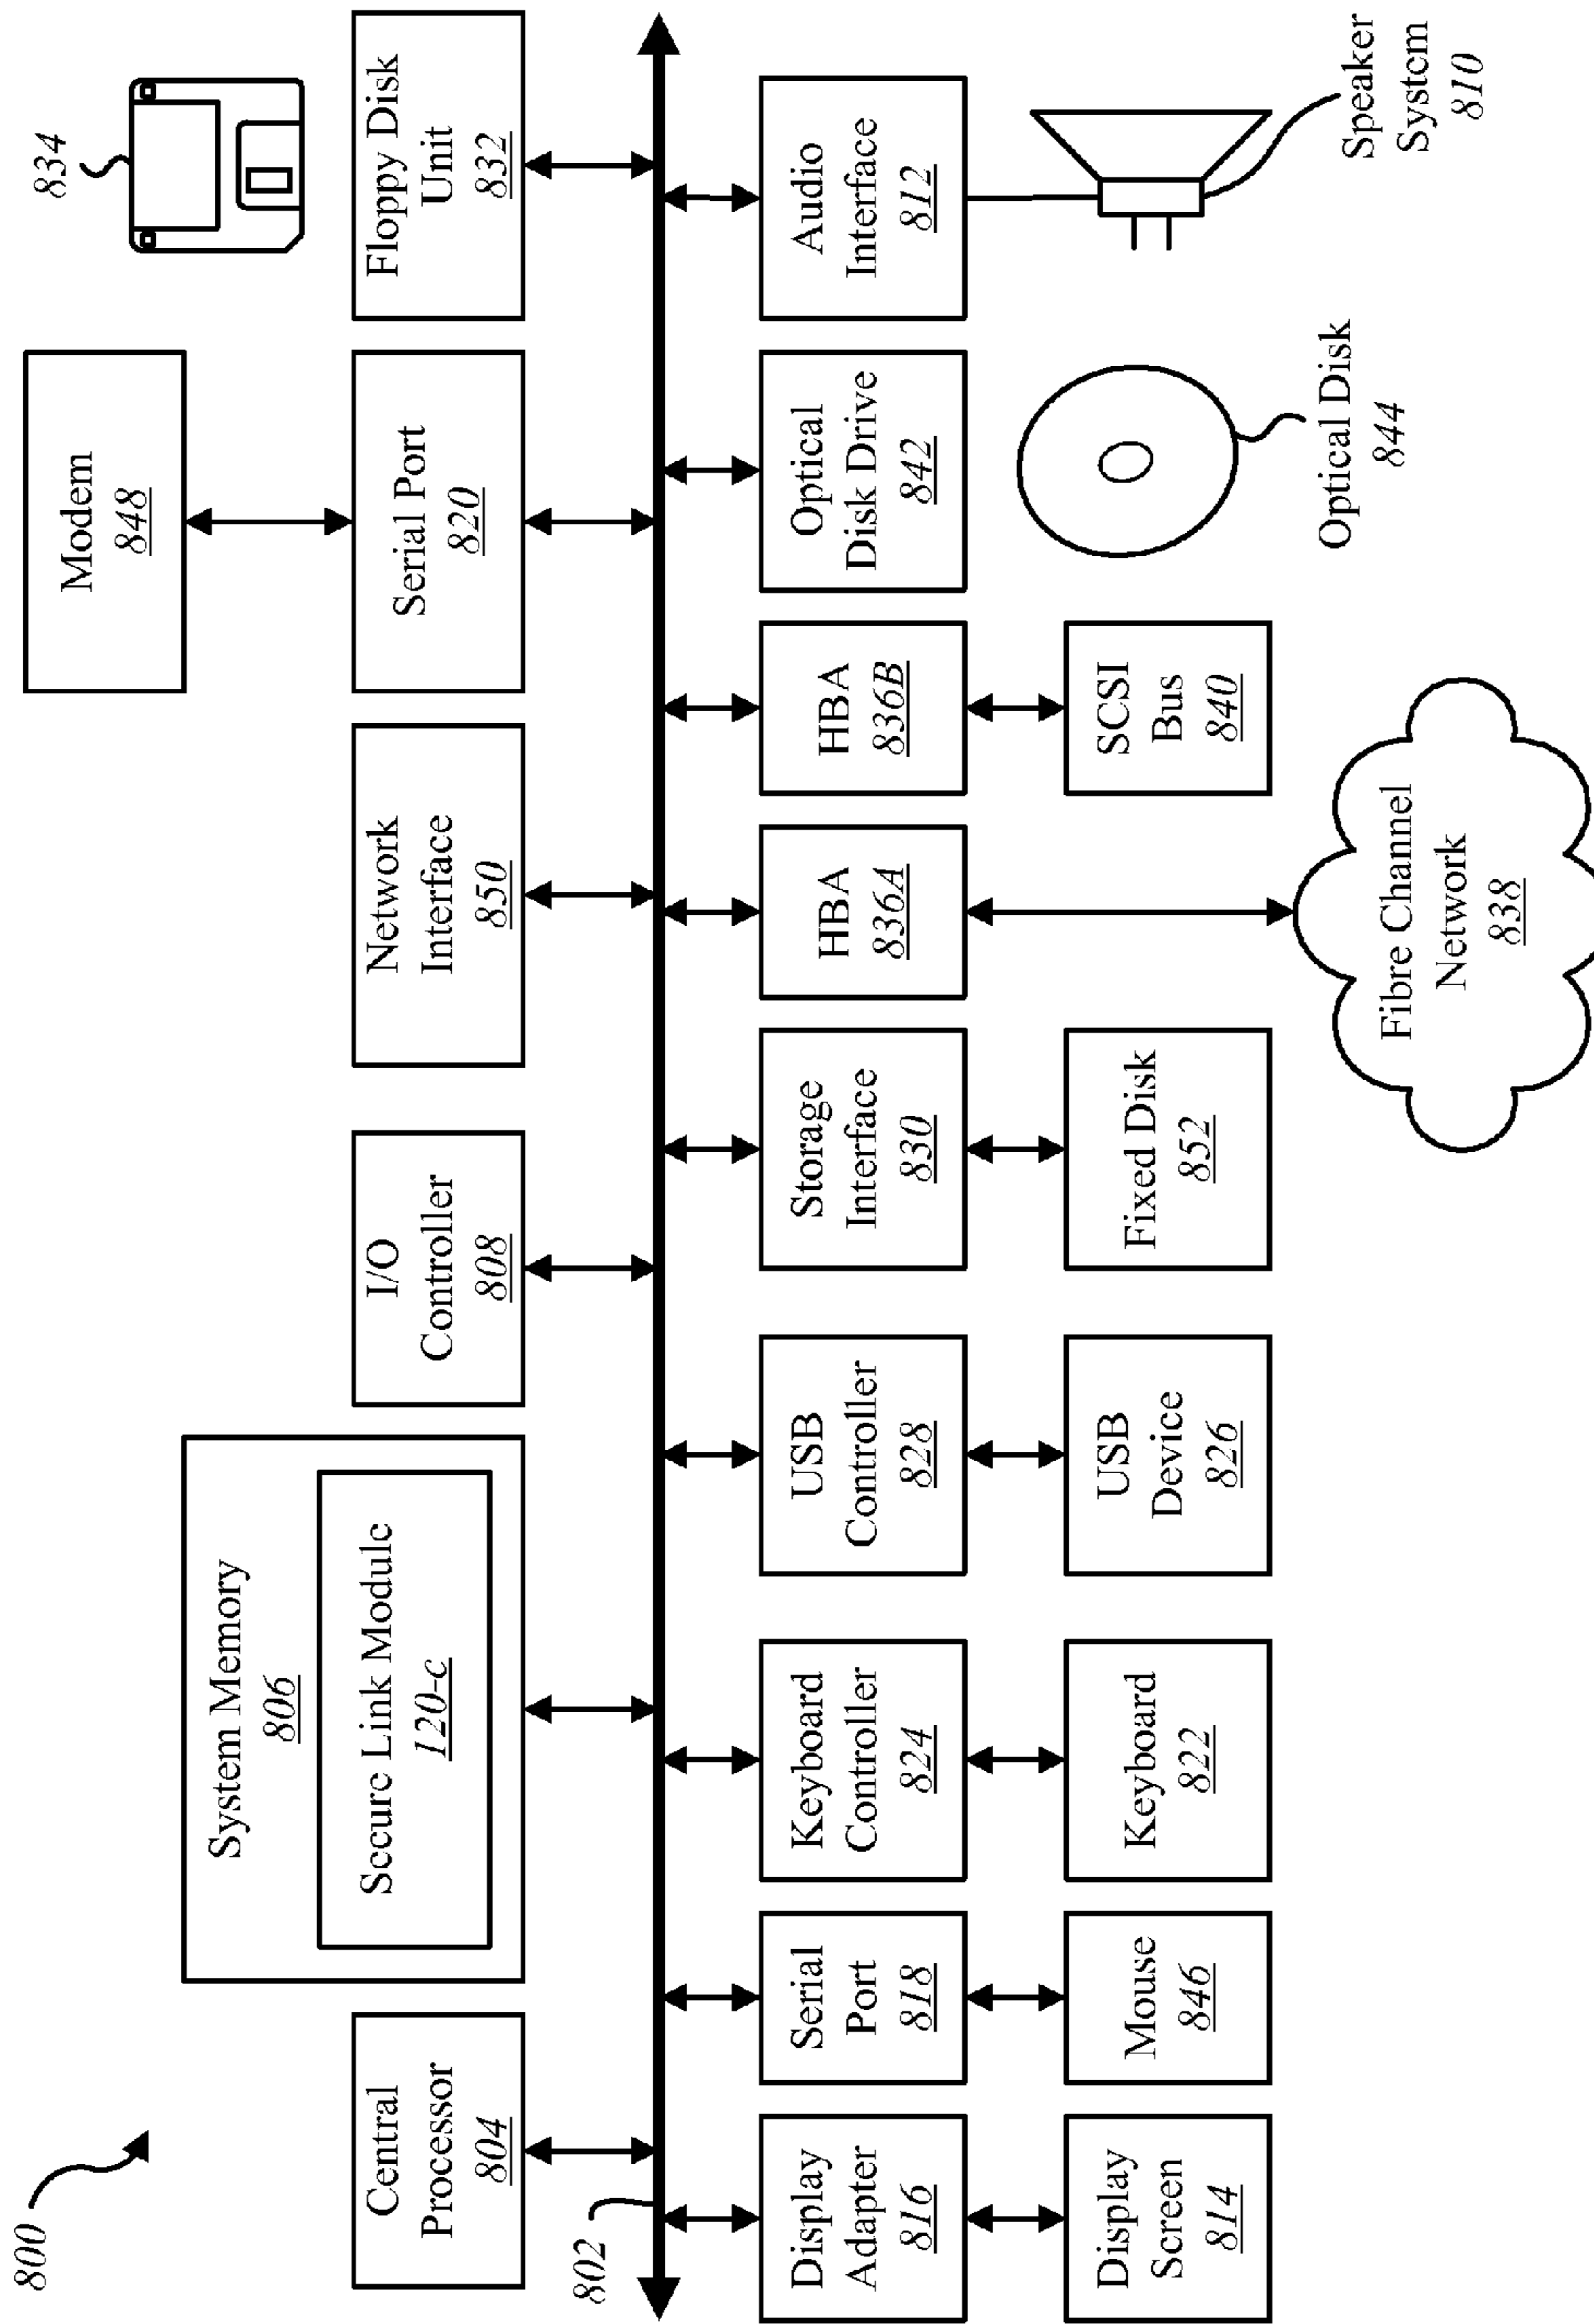 800
Central
Processor
804
System Memory
806
Secure Link Module
120-c
I/O
Controller
808
Network
Interface
850
Modem
848
Serial Port
820
834
Floppy Disk
Unit
832
802
Display
Adapter
816
Serial
Port
818
Keyboard
Controller
824
USB
Controller
828
Storage
Interface
830
HBA
836A
HBA
836B
Optical
Disk Drive
842
Audio
Interface
812
Display
Screen
814
Mouse
846
Keyboard
822
USB
Device
826
Fixed Disk
852
SCSI
Bus
840
Fibre Channel
Network
838
Optical Disk
844
Speaker
System
810